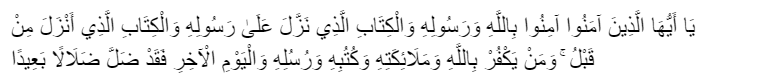 يَا أَيُّهَا الَّذِينَ آمَنُوا آمِنُوا بِاللَّهِ وَرَسُولِهِ وَالْكِتَابِ الَّذِي نَزَّلَ عَلَىٰ رَسُولِهِ وَالْكِتَابِ الَّذِي أَنْزَلَ مِنْ
قَبْلُ ۚ وَمَنْ يَكْفُرْ بِاللَّهِ وَمَلَائِكَتِهِ وَكُتُبِهِ وَرُسُلِهِ وَالْيَوْمِ الْآخِرِ فَقَدْ ضَلَّ ضَلَالًا بَعِيدًا